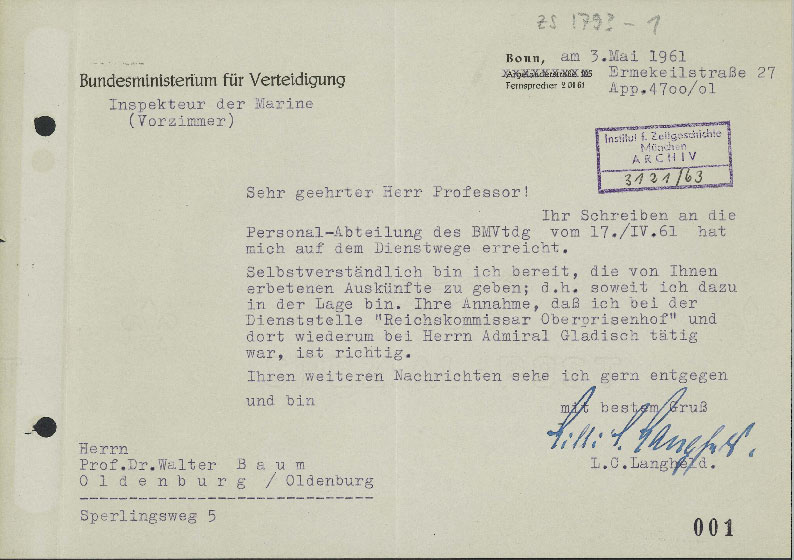 ZS 1793 - 1
Bonn, am 3.Mai 1961
Bundesministerium für Verteidigung
Ermekeilstraße 27
Fernsprecher 2 01 61
App.4700/01
Inspekteur der Marine
(Vorzimmer)
Institut f. Zeitgeschichte
München
ARCHIV
3121/63
Sehr geehrter Herr Professor!
Ihr Schreiben an die
Personal-Abteilung des BMVtdg vom 17./IV.61 hat
mich auf dem Dienstwege erreicht.
Selbstverständlich bin ich bereit, die von Ihnen
erbetenen Auskünfte zu geben; d.h. soweit ich dazu
in der Lage bin. Ihre Annahme, daß ich bei der
Dienststelle "Reichskommissar Oberprisenhof" und
dort wiederum bei Herrn Admiral Gladisch tätig
war, ist richtig.
Ihren weiteren Nachrichten sehe ich gern entgegen
und bin
mit bestem Gruß
Lilli C. Langheld.
L.C.Langheld.
Herrn
Prof.Dr.Walter B a u m
O l d e n b u r g / Oldenburg
Sperlingsweg 5
001